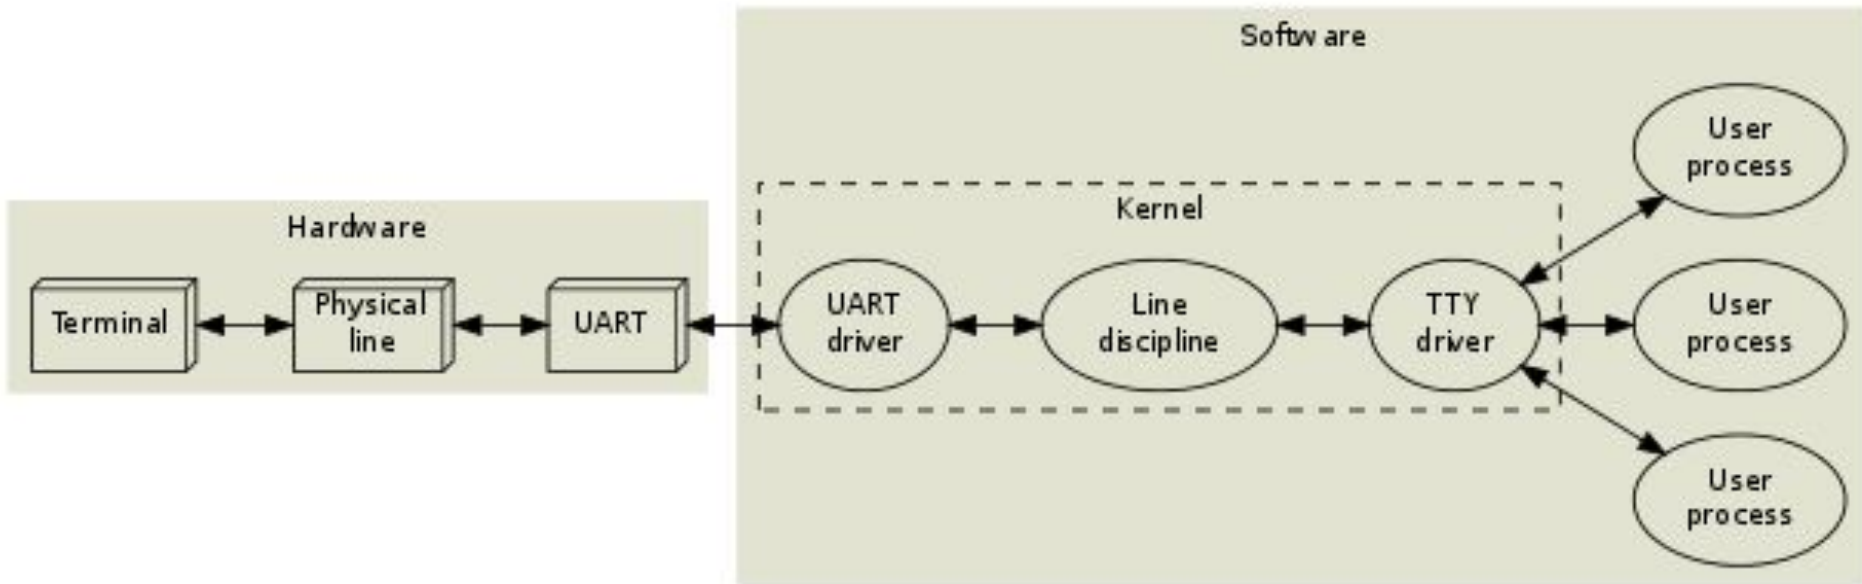 Software
User
process
Kernel
Hardware
Terminal
Physical
line
UART
UART
driver
Line
discipline
TTY
driver
User
process
User
process